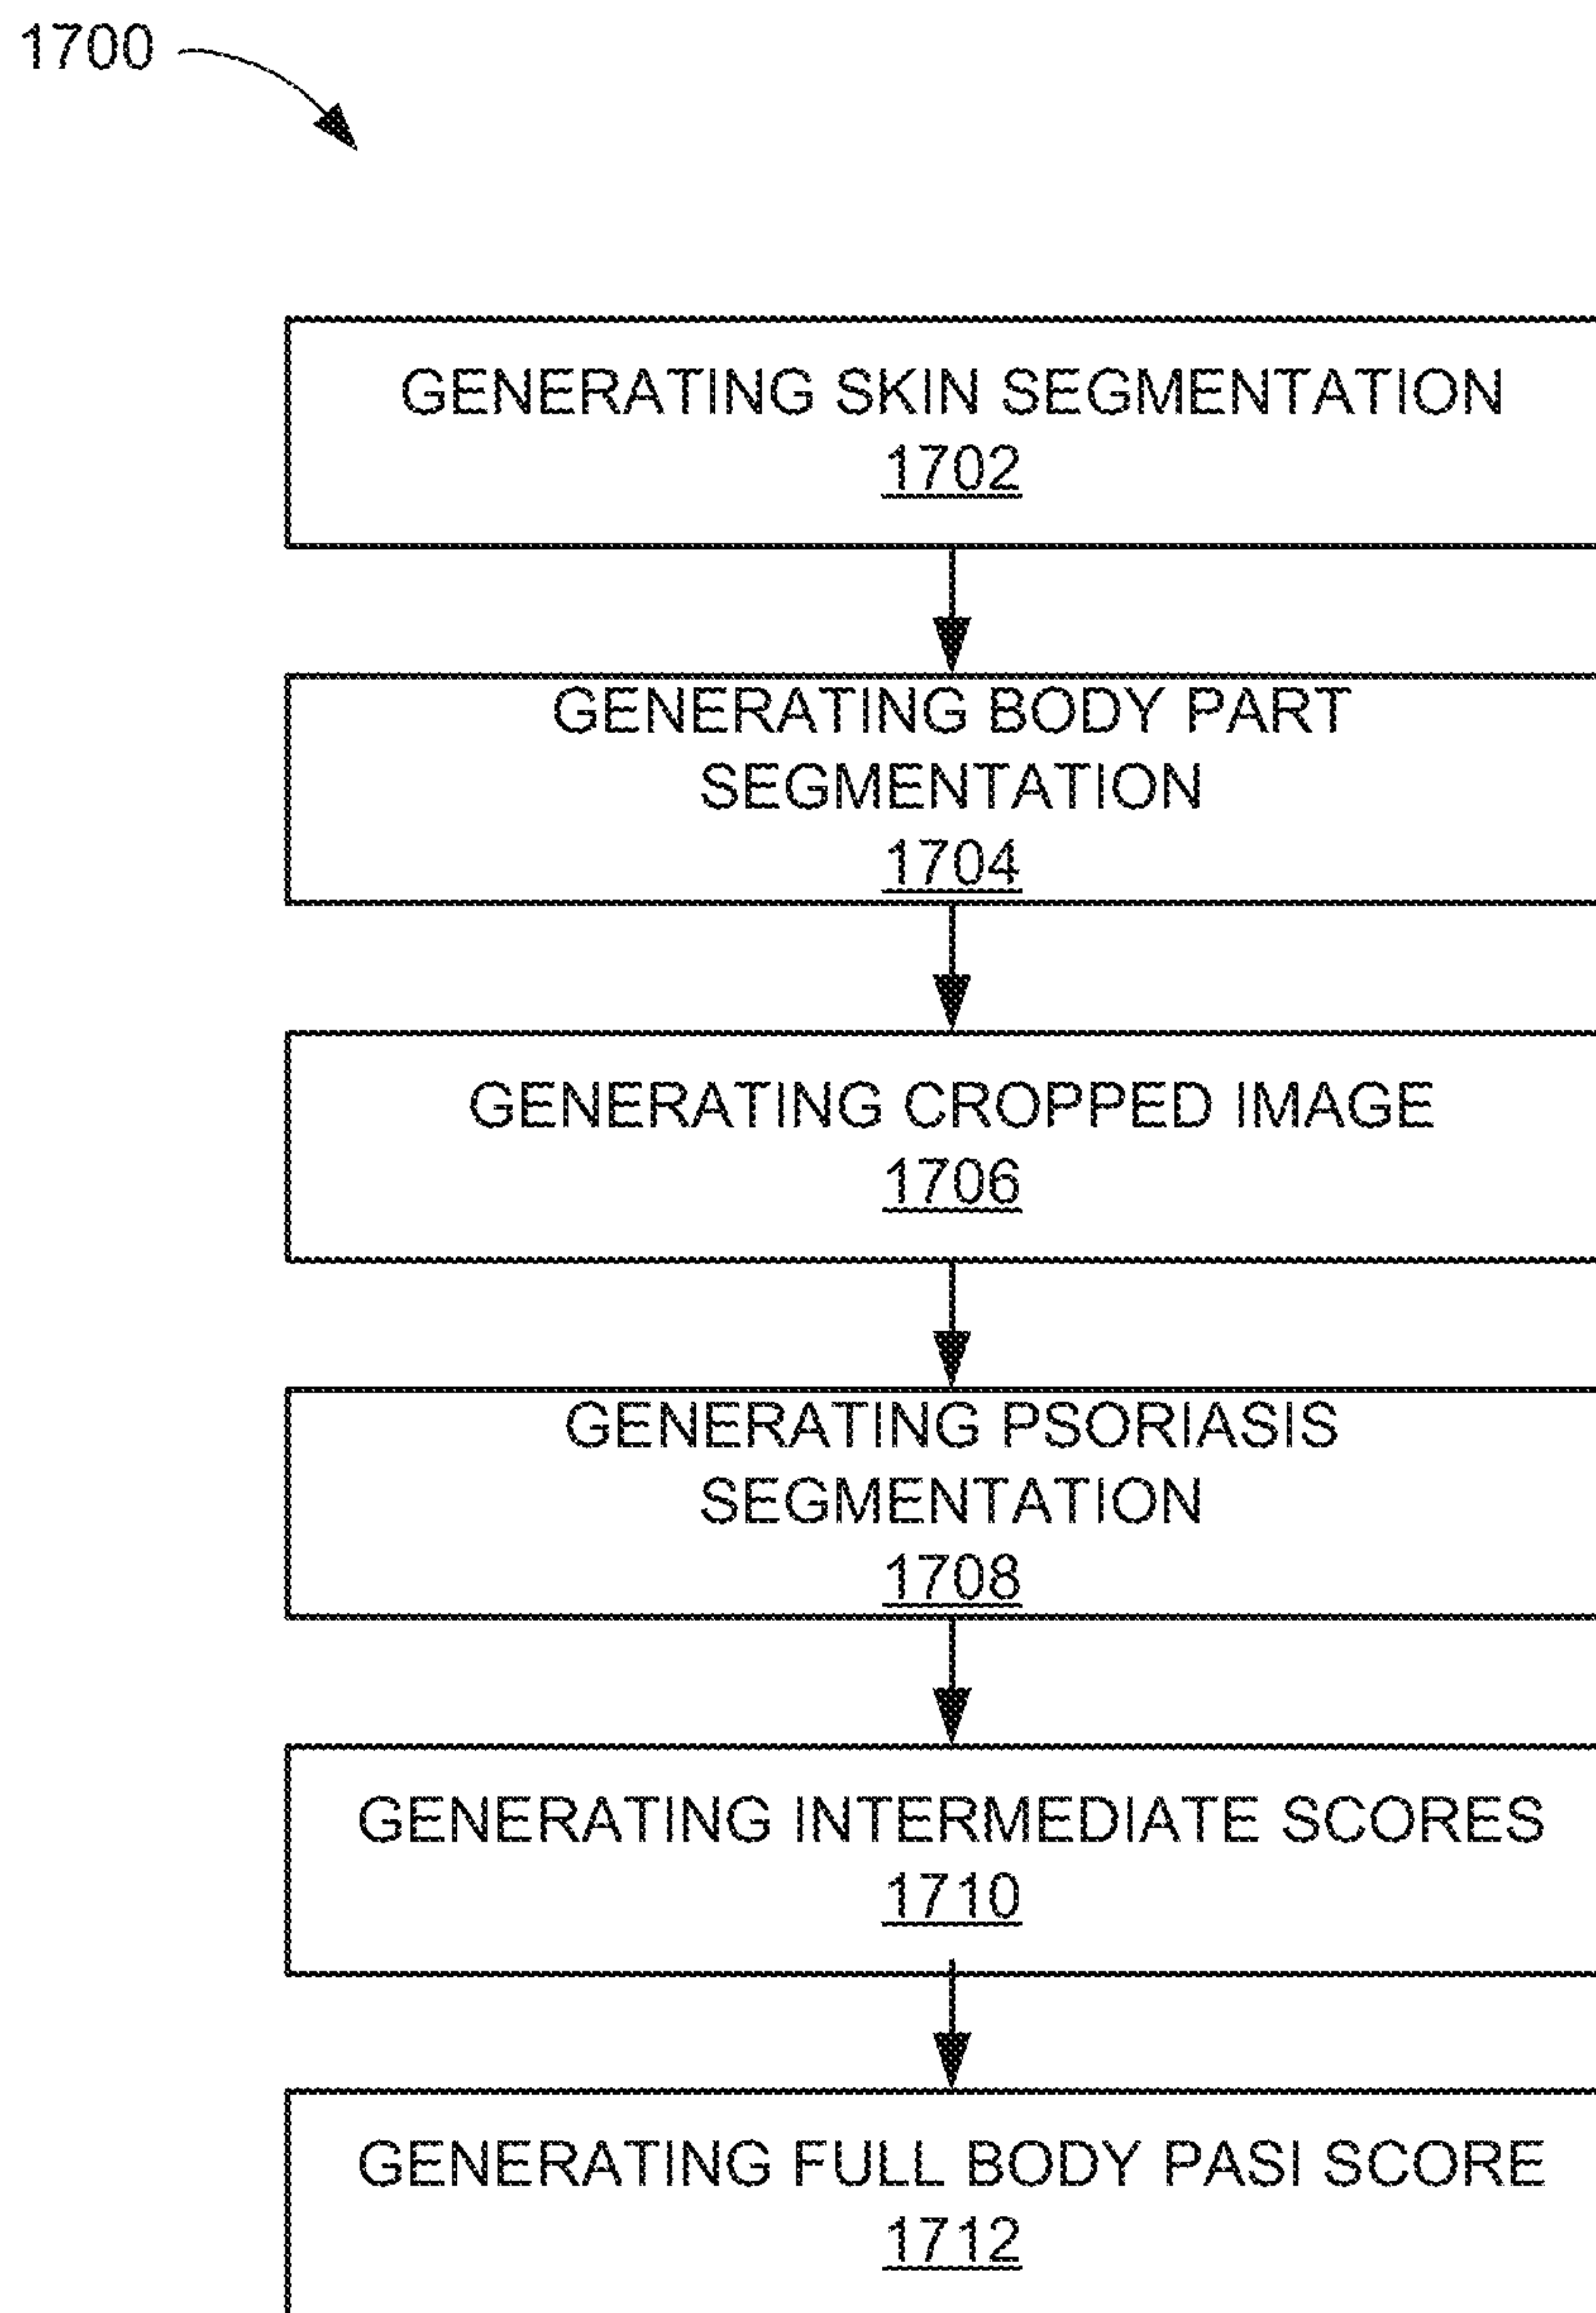 1700
GENERATING SKIN SEGMENTATION
1702
GENERATING BODY PART
SEGMENTATION
1704
GENERATING CROPPED IMAGE
1706
GENERATING PSORIASIS
SEGMENTATION
1708
GENERATING INTERMEDIATE SCORES
1710
GENERATING FULL BODY PASI SCORE
1712